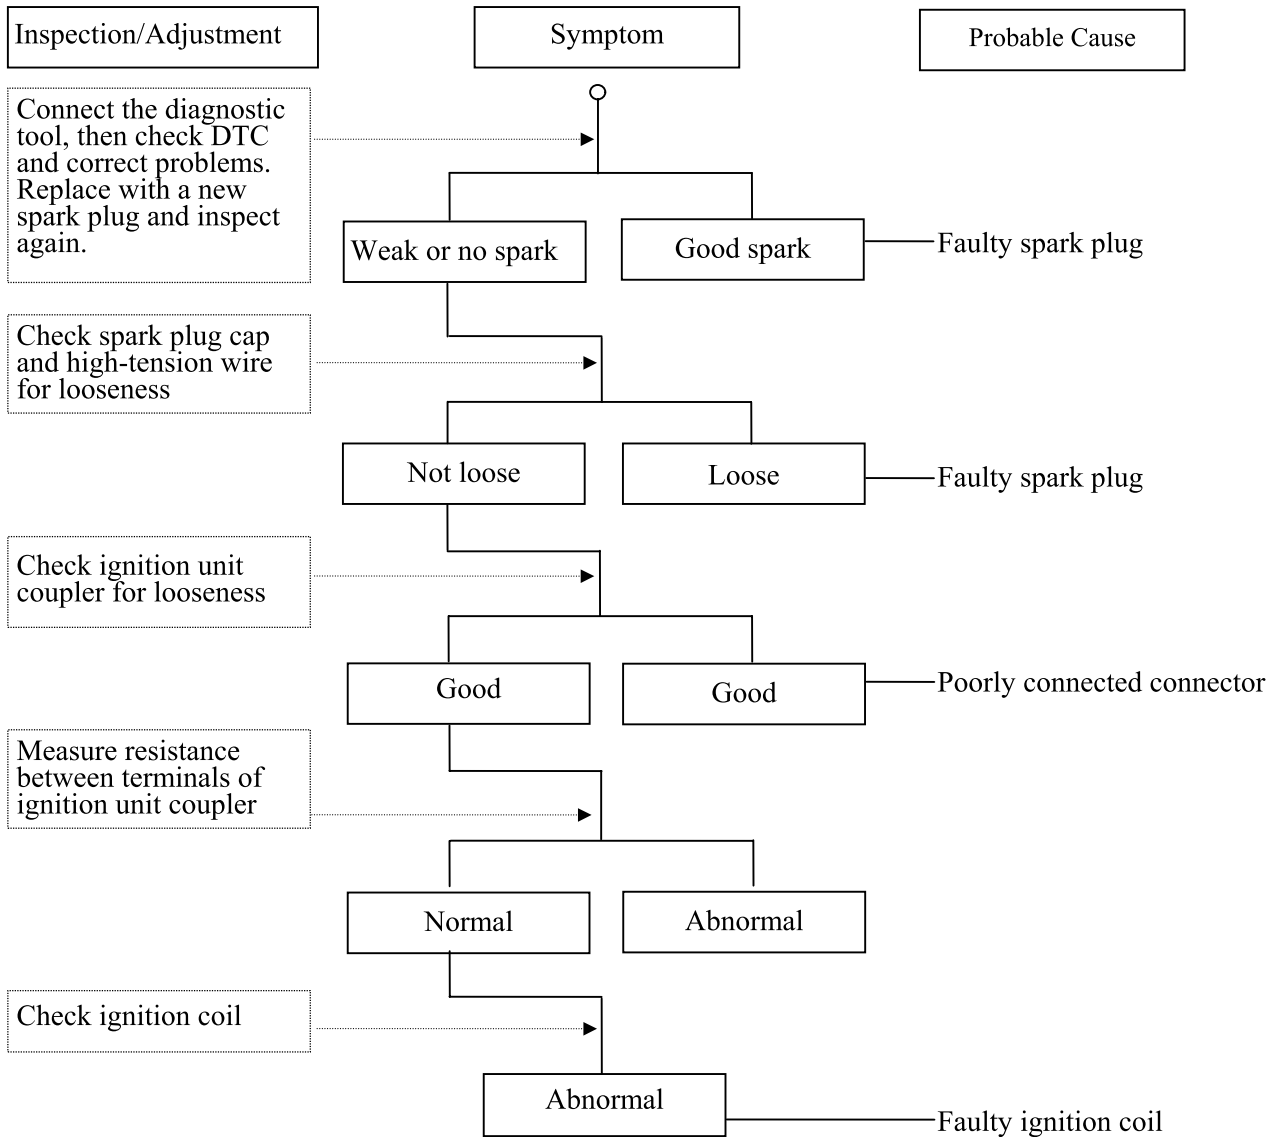 Inspection/Adjustment
Symptom
Probable Cause
Connect the diagnostic
tool, then check DTC
and correct problems.
Replace with a new
spark plug and inspect
again.
Weak or no spark
Good spark
Faulty spark plug
Check spark plug cap
and high-tension wire
for looseness
Not loose
Loose
Faulty spark plug
Check ignition unit
coupler for looseness
Good
Good
Poorly connected connector
Measure resistance
between terminals of
ignition unit coupler
Normal
Abnormal
Check ignition coil
Abnormal
Faulty ignition coil